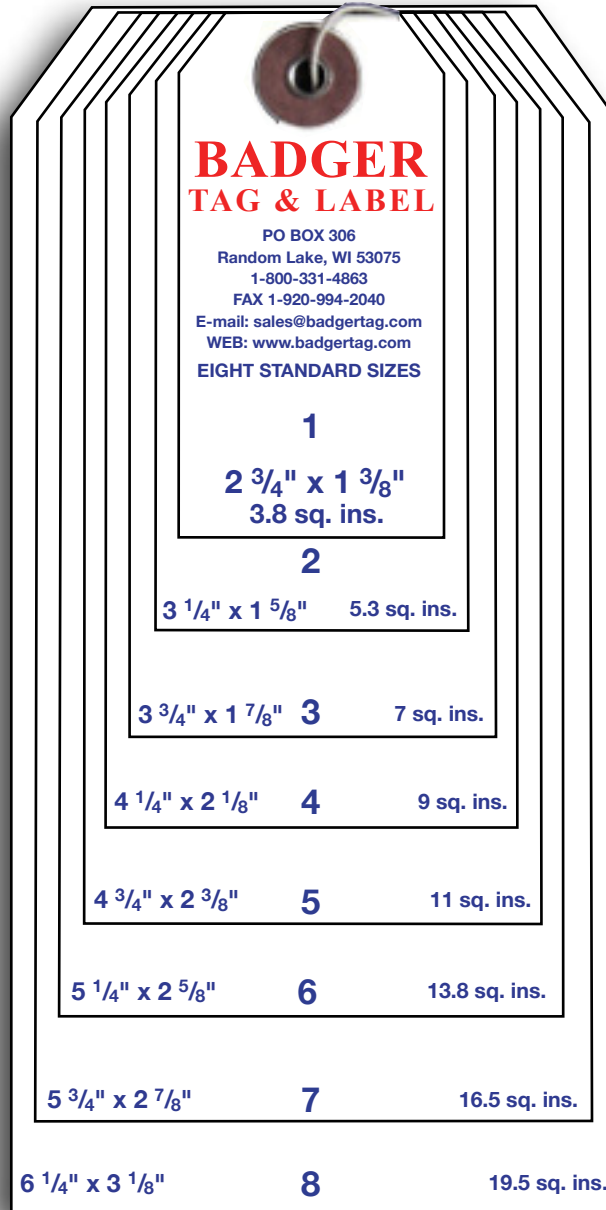 BADGER
TAG & LABEL
PO BOX 306
Random Lake, WI 53075
1-800-331-4863
FAX 1-920-994-2040
E-mail: sales@badgertag.com
WEB: www.badgertag.com
EIGHT STANDARD SIZES
1
2 3/4" x 1 3/8"
3.8 sq. ins.
2
3 1/4" x 1 5/8" 5.3 sq. ins.
3 3/4" x 1 7/8" 3 7 sq. ins.
4 1/4" x 2 1/8" 4 9 sq. ins.
4 3/4" x 2 3/8" 5 11 sq. ins.
5 1/4" x 2 5/8" 6 13.8 sq. ins.
5 3/4" x 2 7/8" 7 16.5 sq. ins.
6 1/4" x 3 1/8" 8 19.5 sq. ins.